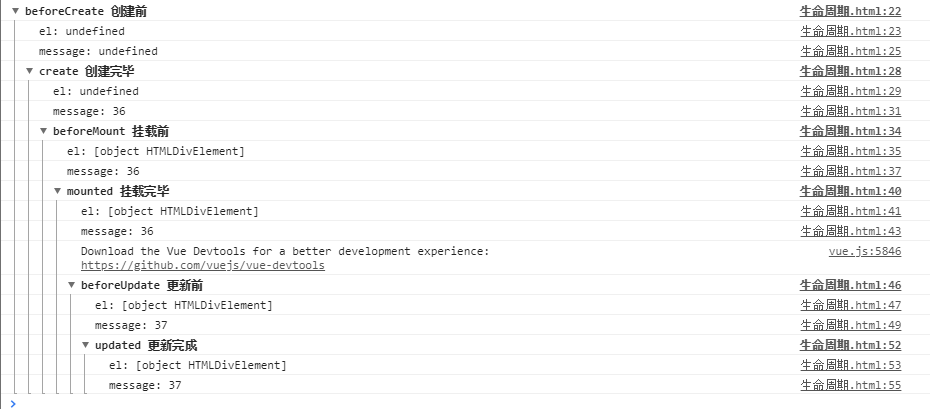 beforeCreate 创建前 生命周期.html:22
el: undefined 生命周期.html:23
message: undefined 生命周期.html:25
create 创建完毕 生命周期.html:28
el: undefined 生命周期.html:29
message: 36 生命周期.html:31
beforeMount 挂载前 生命周期.html:34
el: [object HTMLDivElement] 生命周期.html:35
message: 36 生命周期.html:37
mounted 挂载完毕 生命周期.html:40
el: [object HTMLDivElement] 生命周期.html:41
message: 36 生命周期.html:43
Download the Vue Devtools for a better development experience: vue.js:5846
https://github.com/vuejs/vue-devtools
beforeUpdate 更新前 生命周期.html:46
el: [object HTMLDivElement] 生命周期.html:47
message: 37 生命周期.html:49
updated 更新完成 生命周期.html:52
el: [object HTMLDivElement] 生命周期.html:53
message: 37 生命周期.html:55